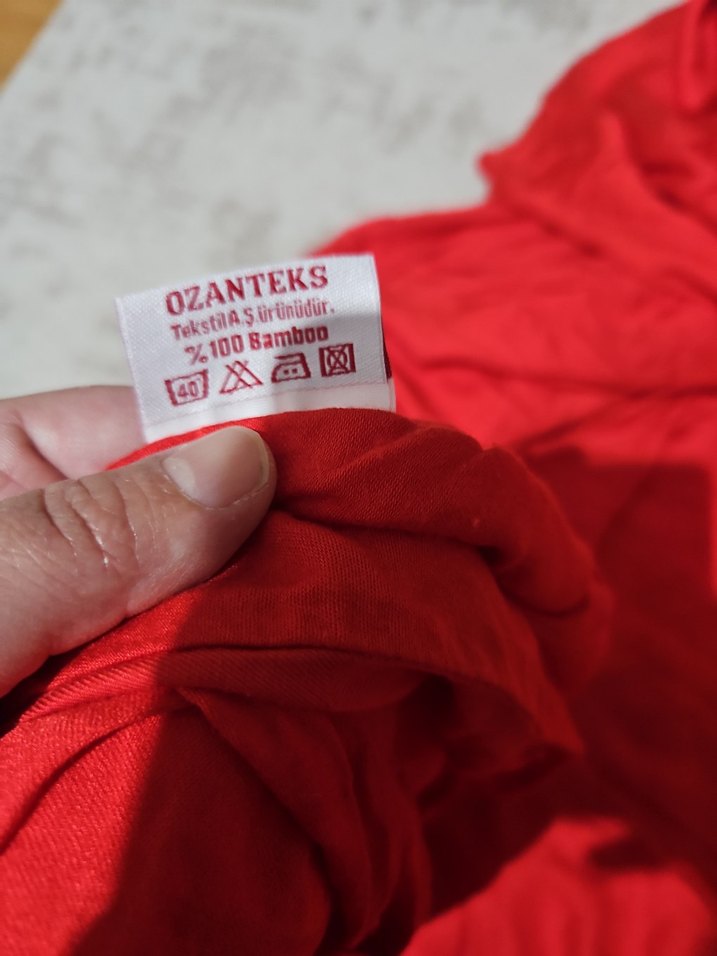 OZANTEKS
Tekstil A.Ş. ürünüdür.
%100 Bamboo
40